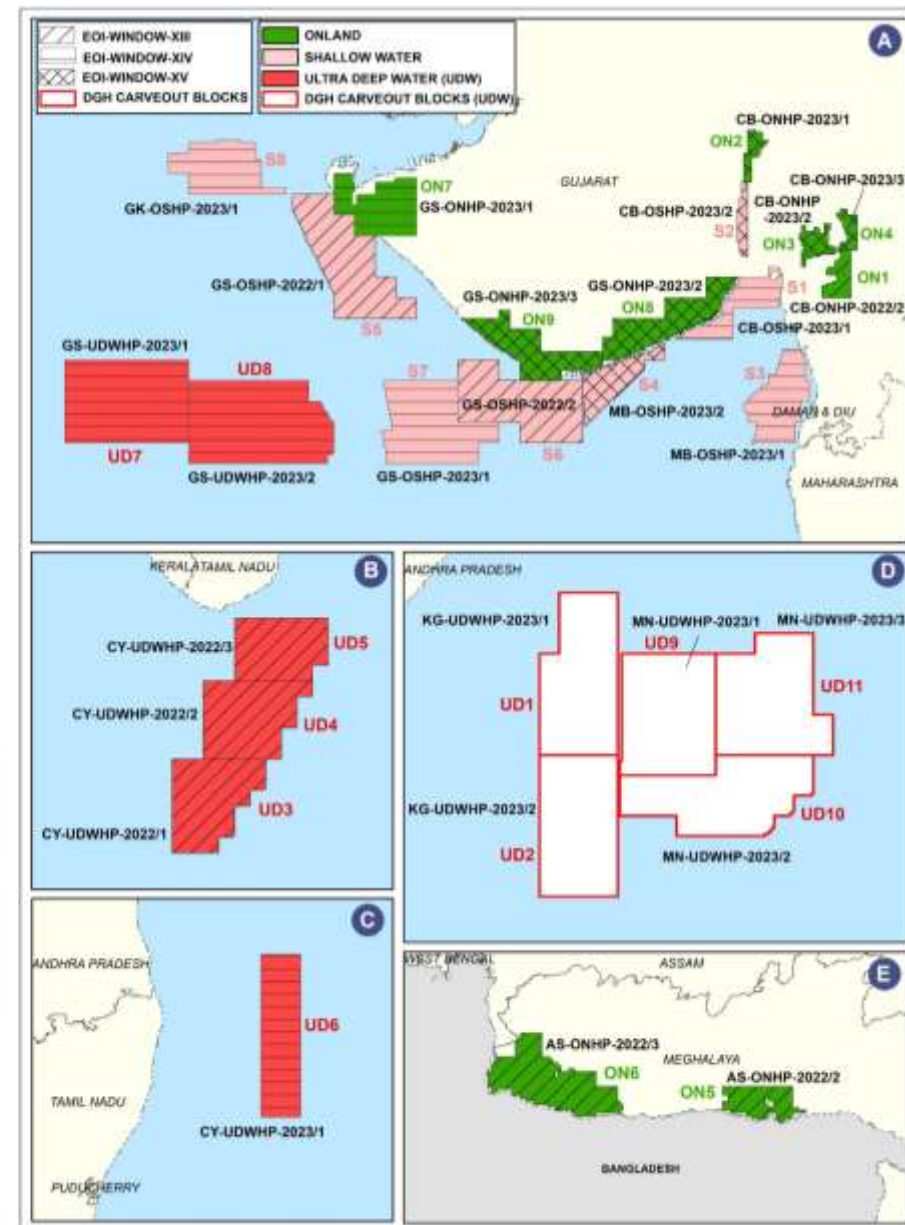 EOI-WINDOW-XIII
EOI-WINDOW-XIV
EOI-WINDOW-XV
DGH CARVEOUT BLOCKS
ONLAND
SHALLOW WATER
ULTRA DEEP WATER (UDW)
DGH CARVEOUT BLOCKS (UDW)
A
S8
GK-OSHP-2023/1
ON7
GS-ONHP-2023/1
GUJARAT
ON2
CB-ONHP-2023/1
CB-ONHP-2023/3
CB-OSHP-2023/2
S2
CB-ONHP
-2023/2
ON3
ON4
ON1
CB-ONHP-2022/2
GS-OSHP-2022/1
S5
GS-ONHP-2023/3
ON9
GS-ONHP-2023/2
ON8
S1
CB-OSHP-2023/1
GS-UDWHP-2023/1
UD8
UD7
GS-UDWHP-2023/2
S7
GS-OSHP-2022/2
S4
MB-OSHP-2023/2
S3
DAMAN & DIU
S6
GS-OSHP-2023/1
MB-OSHP-2023/1
MAHARASHTRA
B
KERALA
TAMIL NADU
CY-UDWHP-2022/3
UD5
CY-UDWHP-2022/2
UD4
UD3
CY-UDWHP-2022/1
C
ANDHRA PRADESH
UD6
TAMIL NADU
CY-UDWHP-2023/1
PUDUCHERRY
D
ANDHRA PRADESH
KG-UDWHP-2023/1
MN-UDWHP-2023/1
MN-UDWHP-2023/3
UD9
UD1
UD11
KG-UDWHP-2023/2
UD10
UD2
MN-UDWHP-2023/2
E
WEST BENGAL
ASSAM
AS-ONHP-2022/3
MEGHALAYA
ON6
ON5
AS-ONHP-2022/2
BANGLADESH